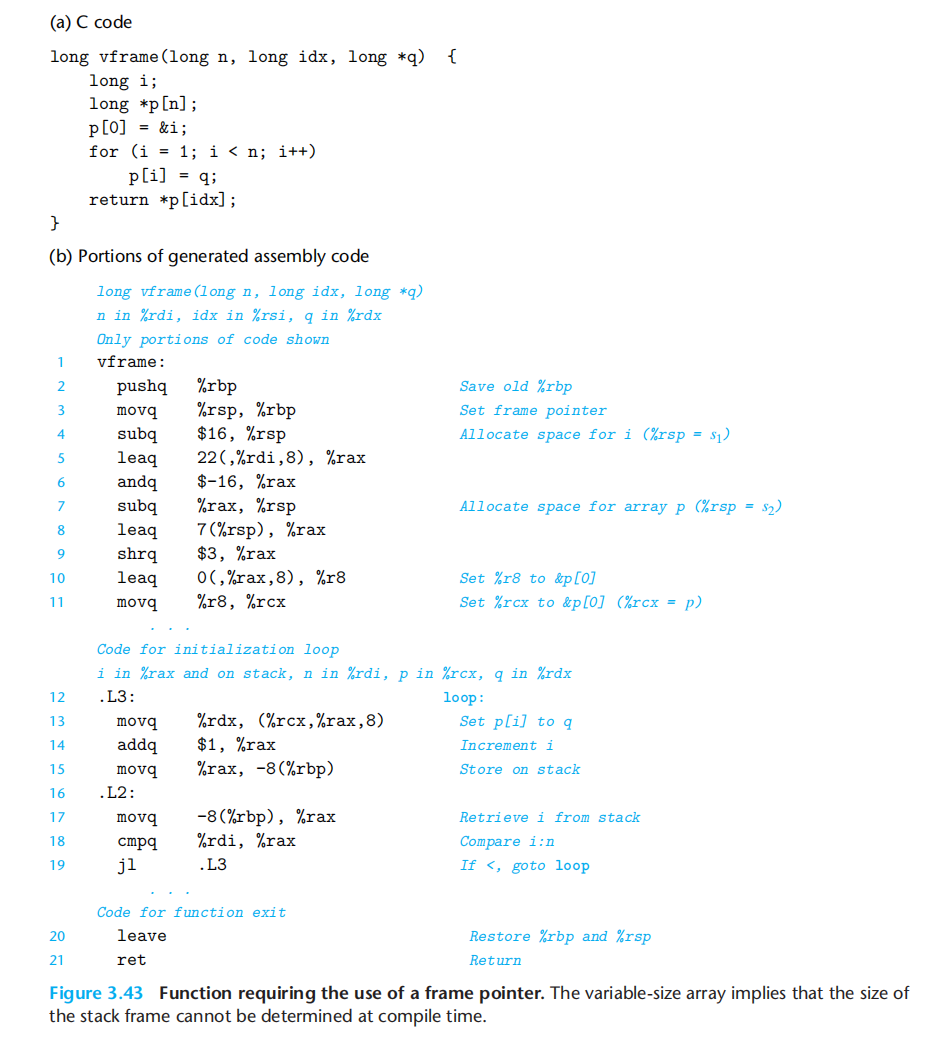 (a) C code
long vframe(long n, long idx, long *q)  {
    long i;
    long *p[n];
    p[0] = &i;
    for (i = 1; i < n; i++)
        p[i] = q;
    return *p[idx];
}
(b) Portions of generated assembly code
long vframe(long n, long idx, long *q)
n in %rdi, idx in %rsi, q in %rdx
Only portions of code shown
1 vframe:
2 pushq %rbp Save old %rbp
3 movq %rsp, %rbp Set frame pointer
4 subq $16, %rsp Allocate space for i (%rsp = s₁)
5 leaq 22(,%rdi,8), %rax
6 andq $-16, %rax
7 subq %rax, %rsp Allocate space for array p (%rsp = s₂)
8 leaq 7(%rsp), %rax
9 shrq $3, %rax
10 leaq 0(,%rax,8), %r8 Set %r8 to &p[0]
11 movq %r8, %rcx Set %rcx to &p[0] (%rcx = p)
. . .
Code for initialization loop
i in %rax and on stack, n in %rdi, p in %rcx, q in %rdx
12 .L3: loop:
13 movq %rdx, (%rcx,%rax,8) Set p[i] to q
14 addq $1, %rax Increment i
15 movq %rax, -8(%rbp) Store on stack
16 .L2:
17 movq -8(%rbp), %rax Retrieve i from stack
18 cmpq %rdi, %rax Compare i:n
19 jl .L3 If <, goto loop
. . .
Code for function exit
20 leave Restore %rbp and %rsp
21 ret Return
Figure 3.43 Function requiring the use of a frame pointer. The variable-size array implies that the size of
the stack frame cannot be determined at compile time.